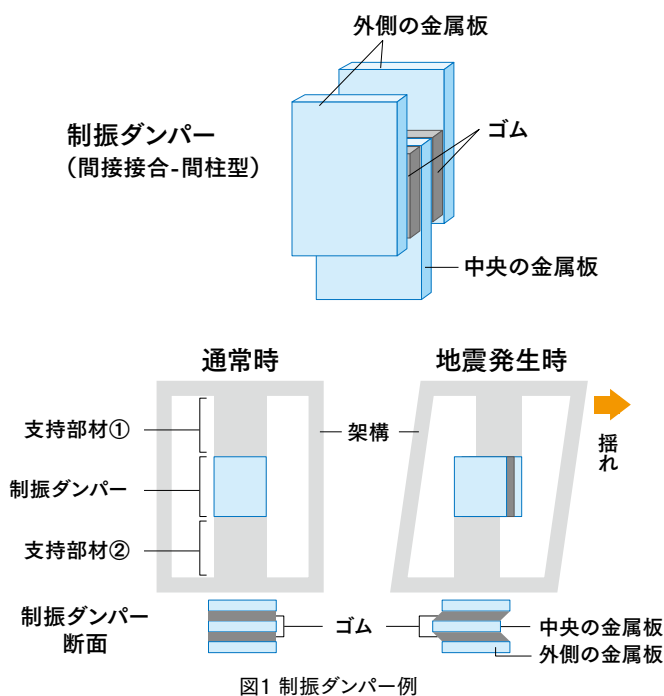 外側の金属板
制振ダンパー
（間接接合-間柱型）
ゴム
中央の金属板
通常時
地震発生時
支持部材①
架構
揺れ
制振ダンパー
支持部材②
制振ダンパー
断面
ゴム
中央の金属板
外側の金属板
図1 制振ダンパー例